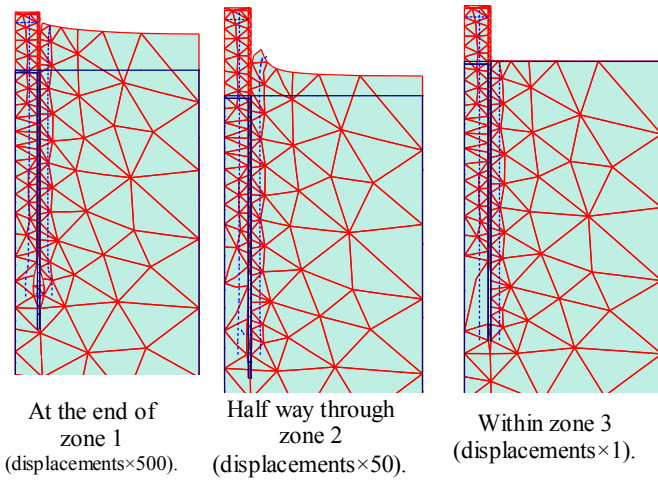 At the end of
zone 1
(displacements×500).
Half way through
zone 2
(displacements×50).
Within zone 3
(displacements×1).